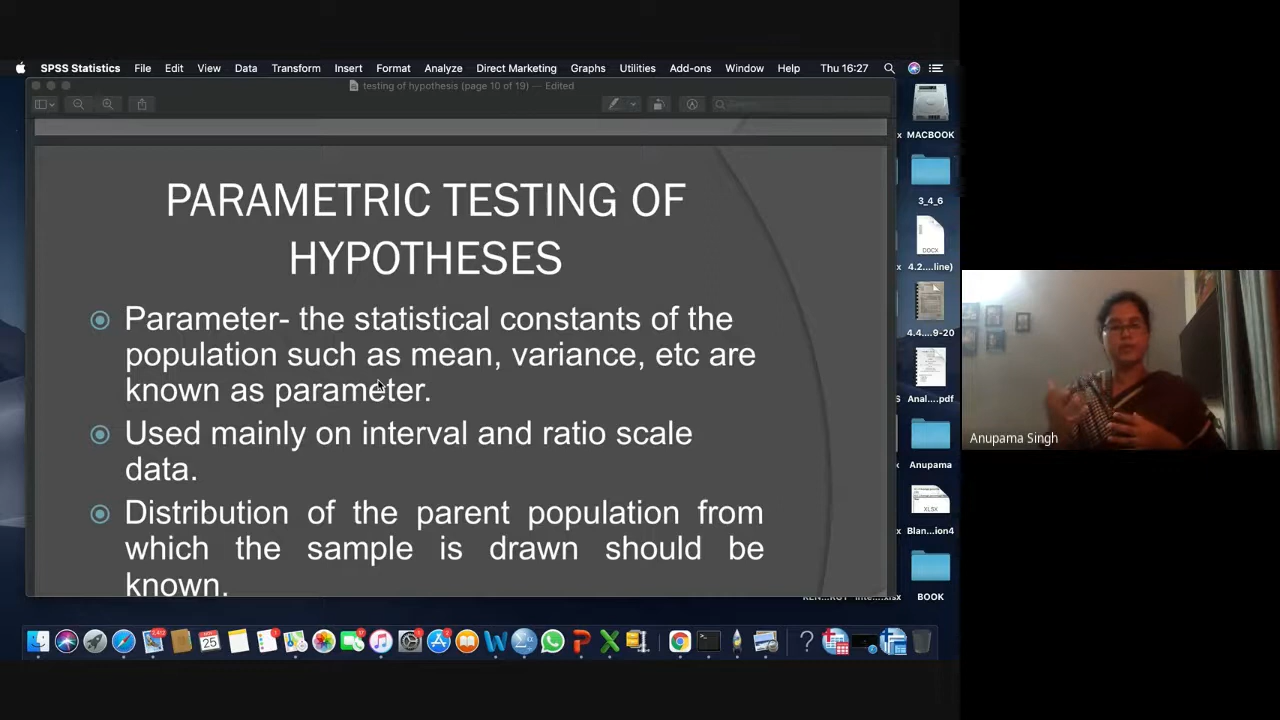 SPSS Statistics File Edit View Data Transform Insert Format Analyze Direct Marketing Graphs Utilities Add-ons Window Help Thu 16:27
testing of hypothesis (page 10 of 19) — Edited
Search
PARAMETRIC TESTING OF
HYPOTHESES
Parameter- the statistical constants of the
population such as mean, variance, etc are
known as parameter.
Used mainly on interval and ratio scale
data.
Distribution of the parent population from
which the sample is drawn should be
known.
MACBOOK
3_4_6
DOCX
4.2....line)
4.4....9-20
Anal....pdf
Anupama
XLSX
Blan...ion4
BOOK
25
Anupama Singh